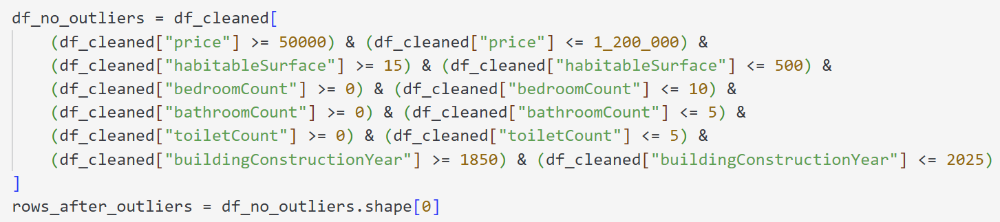 df_no_outliers = df_cleaned[
    (df_cleaned["price"] >= 50000) & (df_cleaned["price"] <= 1_200_000) &
    (df_cleaned["habitableSurface"] >= 15) & (df_cleaned["habitableSurface"] <= 500) &
    (df_cleaned["bedroomCount"] >= 0) & (df_cleaned["bedroomCount"] <= 10) &
    (df_cleaned["bathroomCount"] >= 0) & (df_cleaned["bathroomCount"] <= 5) &
    (df_cleaned["toiletCount"] >= 0) & (df_cleaned["toiletCount"] <= 5) &
    (df_cleaned["buildingConstructionYear"] >= 1850) & (df_cleaned["buildingConstructionYear"] <= 2025)
]
rows_after_outliers = df_no_outliers.shape[0]